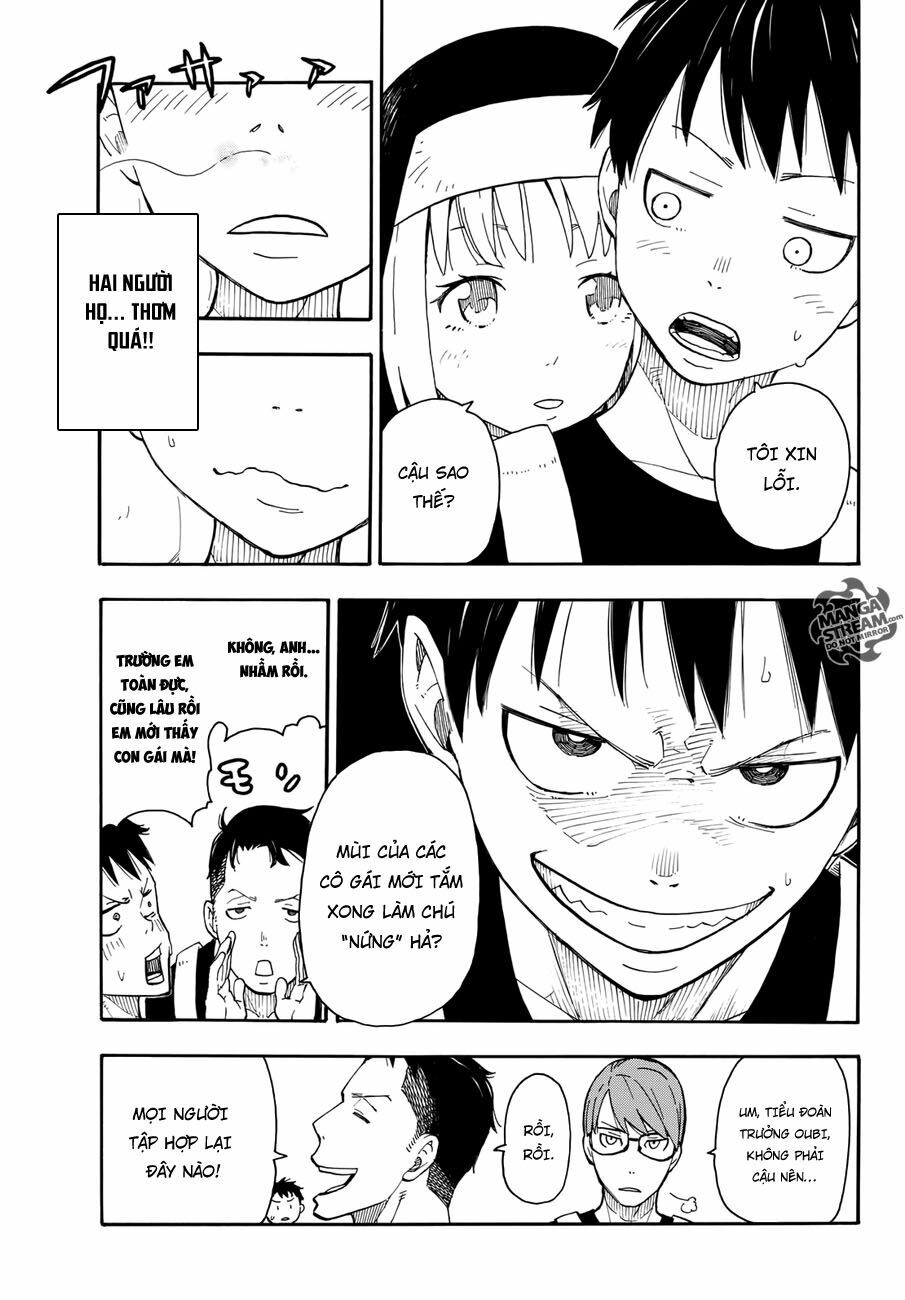 ファサァァ
TÔI XIN
LỖI.
CẬU SAO
THẾ?
HAI NGƯỜI
HỌ... THƠM
QUÁ!!
MANGA
STREAM.com
DO NOT MIRROR
MÙI CỦA CÁC
CÔ GÁI MỚI TẮM
XONG LÀM CHÚ
“NỨNG” HẢ?
KHÔNG, ANH...
NHẦM RỒI.
TRƯỜNG EM
TOÀN ĐỰC,
CŨNG LÂU RỒI
EM MỚI THẤY
CON GÁI MÀ!
モン
UM, TIỂU ĐOÀN
TRƯỞNG OUBI,
KHÔNG PHẢI
CẬU NÊN...
RỒI,
RỒI.
MỌI NGƯỜI
TẬP HỢP LẠI
ĐÂY NÀO!